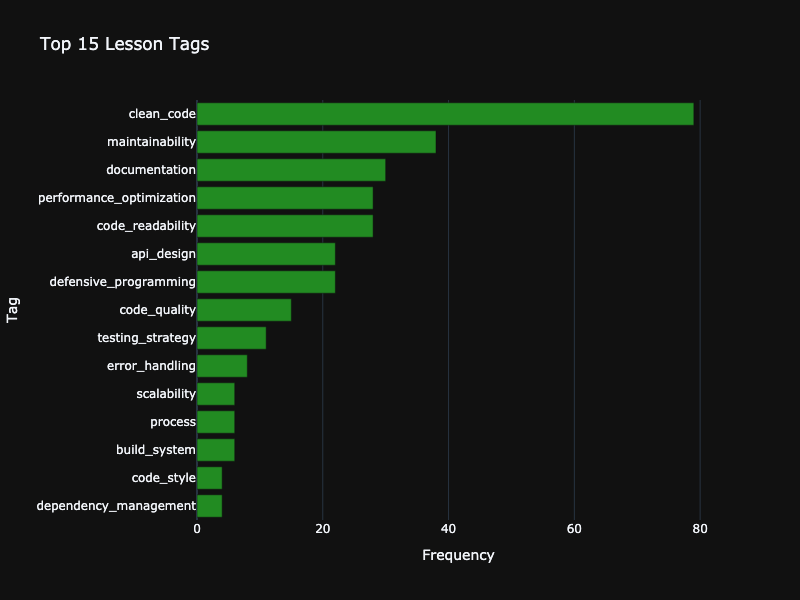 Top 15 Lesson Tags
Tag
clean_code
maintainability
documentation
performance_optimization
code_readability
api_design
defensive_programming
code_quality
testing_strategy
error_handling
scalability
process
build_system
code_style
dependency_management
0 20 40 60 80
Frequency